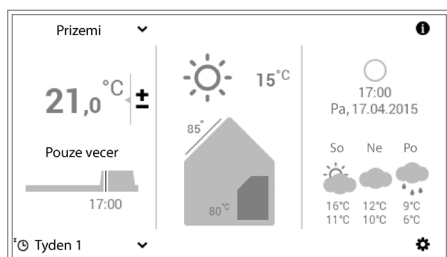 Prizemi
21,0°C ±
Pouze vecer
17:00
Tyden 1
15°C
85°
80°C
17:00
Pa, 17.04.2015
So Ne Po
16°C 12°C 9°C
11°C 10°C 6°C